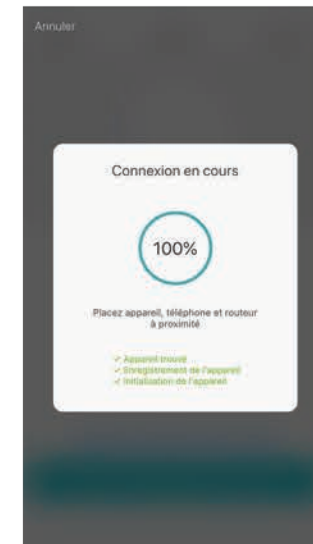 Annuler
Connexion en cours
100%
Placez appareil, téléphone et routeur
à proximité
✓ Appareil trouvé
✓ Enregistrement de l'appareil
✓ Initialisation de l'appareil